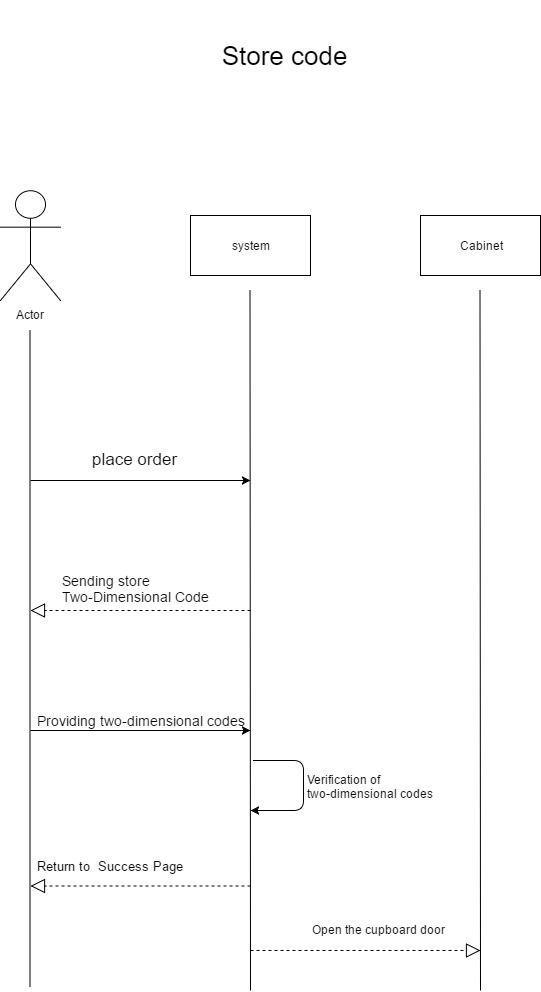 Store code
system
Cabinet
Actor
place order
Sending store
Two-Dimensional Code
Providing two-dimensional codes
Verification of
two-dimensional codes
Return to  Success Page
Open the cupboard door